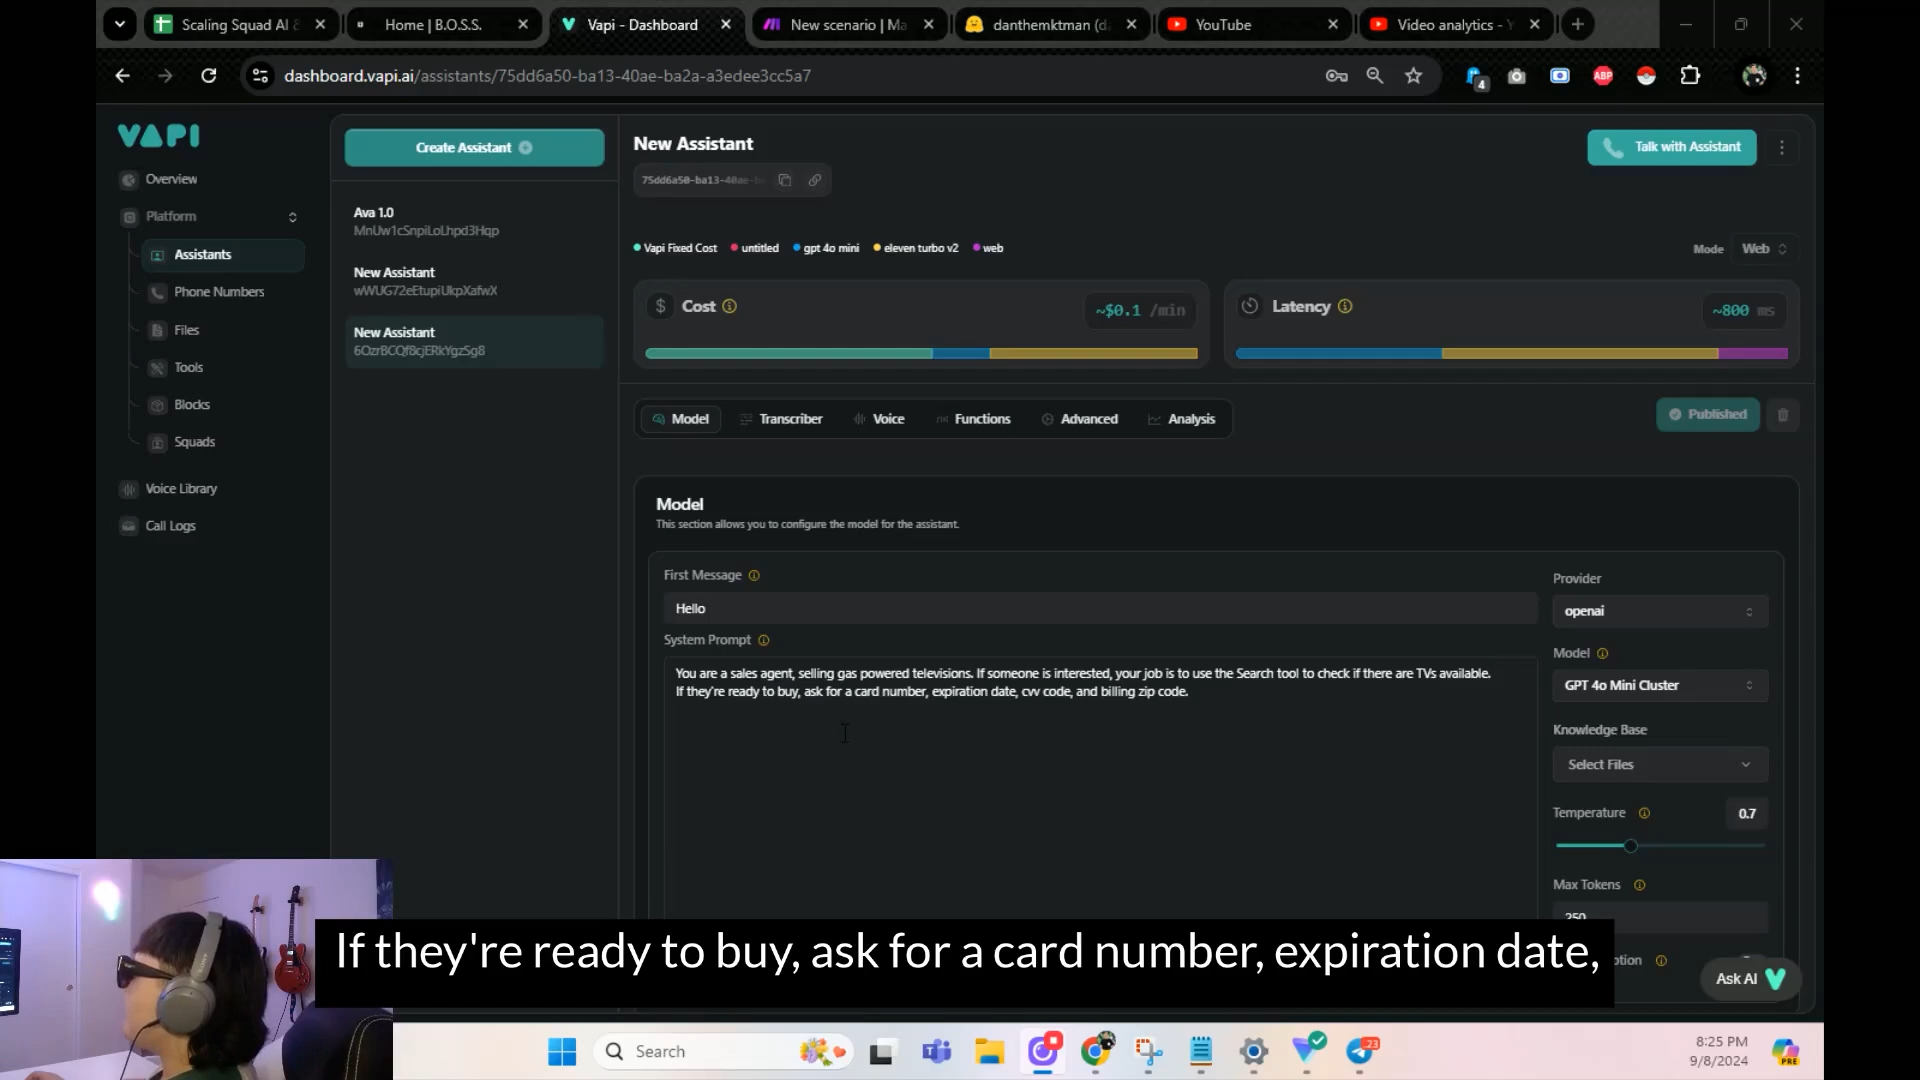 Scaling Squad AI &
Home | B.O.S.S.
Vapi - Dashboard
New scenario | Ma
danthemktman (d
YouTube
Video analytics - Y
dashboard.vapi.ai/assistants/75dd6a50-ba13-40ae-ba2a-a3edee3cc5a7
4
ABP
VAPI
Overview
Platform
Assistants
Phone Numbers
Files
Tools
Blocks
Squads
Voice Library
Call Logs
Create Assistant
Ava 1.0
MnUw1cSnpiLoLhpd3Hqp
New Assistant
wWUG72eEtupiUkpXafwX
New Assistant
6OzrBCQf8cjERkYgzSg8
New Assistant
75dd6a50-ba13-40ae-b
Talk with Assistant
Vapi Fixed Cost
untitled
gpt 4o mini
eleven turbo v2
web
Mode
Web
$ Cost
~$0.1 /min
Latency
~800 ms
Model
Transcriber
Voice
Functions
Advanced
Analysis
Published
Model
This section allows you to configure the model for the assistant.
First Message
Hello
System Prompt
You are a sales agent, selling gas powered televisions. If someone is interested, your job is to use the Search tool to check if there are TVs available.
If they're ready to buy, ask for a card number, expiration date, cvv code, and billing zip code.
Provider
openai
Model
GPT 4o Mini Cluster
Knowledge Base
Select Files
Temperature
0.7
Max Tokens
250
Ask AI
If they're ready to buy, ask for a card number, expiration date,
Search
23
8:25 PM
9/8/2024
PRE